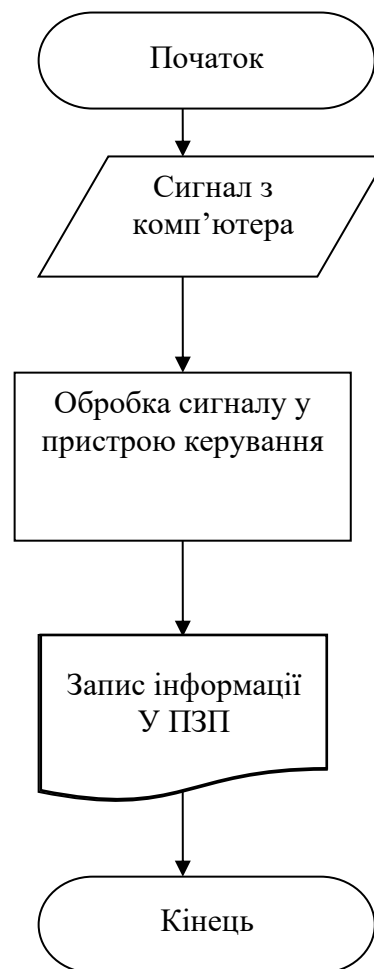 Початок
Сигнал з
комп’ютера
Обробка сигналу у
пристрою керування
Запис інформації
У ПЗП
Кінець